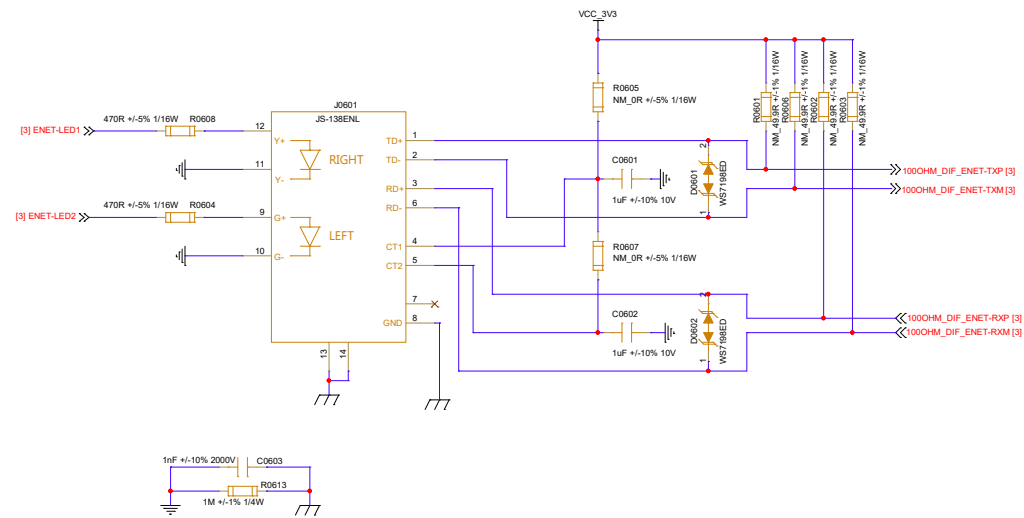 VCC_3V3
R0605
NM_0R +/-5% 1/16W
R0601
NM_49.9R +/-1% 1/16W
R0606
NM_49.9R +/-1% 1/16W
R0602
NM_49.9R +/-1% 1/16W
R0603
NM_49.9R +/-1% 1/16W
J0601
JS-138ENL
470R +/-5% 1/16W R0608
[3] ENET-LED1
12
Y+
11
Y-
RIGHT
470R +/-5% 1/16W R0604
[3] ENET-LED2
9
G+
10
G-
LEFT
TD+
1
TD-
2
RD+
3
RD-
6
CT1
4
CT2
5
7
GND
8
13
14
C0601
1uF +/-10% 10V
2
D0601
WS7198ED
1
100OHM_DIF_ENET-TXP [3]
100OHM_DIF_ENET-TXM [3]
R0607
NM_0R +/-5% 1/16W
C0602
1uF +/-10% 10V
2
D0602
WS7198ED
1
100OHM_DIF_ENET-RXP [3]
100OHM_DIF_ENET-RXM [3]
1nF +/-10% 2000V C0603
R0613
1M +/-1% 1/4W